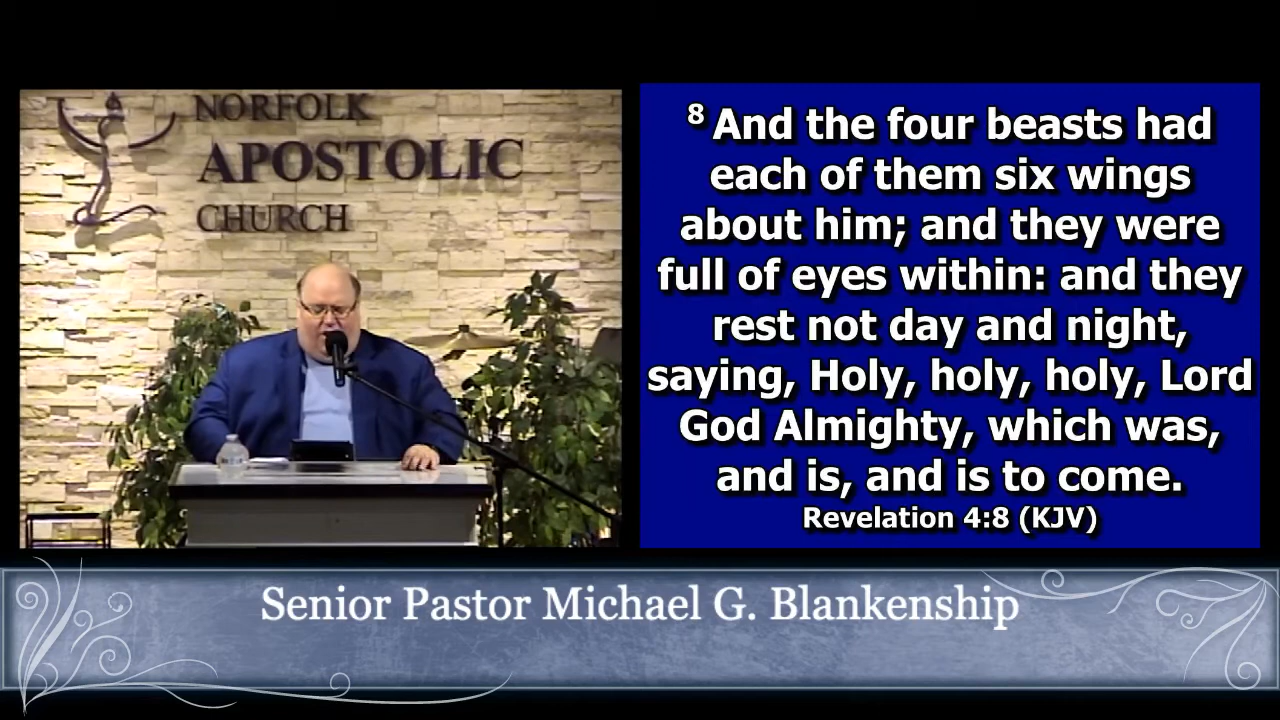 NORFOLK
APOSTOLIC
CHURCH
8 And the four beasts had
each of them six wings
about him; and they were
full of eyes within: and they
rest not day and night,
saying, Holy, holy, holy, Lord
God Almighty, which was,
and is, and is to come.
Revelation 4:8 (KJV)
Senior Pastor Michael G. Blankenship